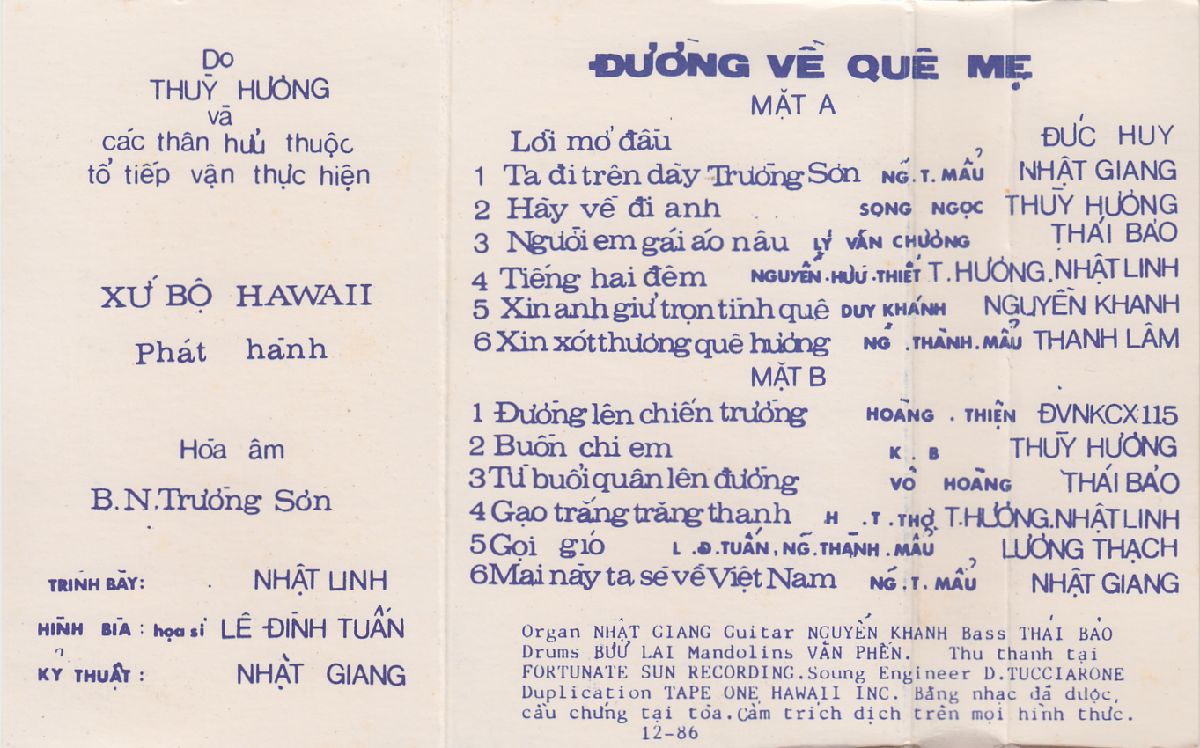 Do
THUỲ HƯƠNG
và
các thân hưũ thuộc
tổ tiếp vận thực hiện
XỨ BỘ HAWAII
Phát hành
Hòa âm
B.N.Trường Sơn
TRÌNH BÀY: NHẬT LINH
HÌNH BÌA : họa sĩ LÊ ĐÌNH TUẤN
KỶ THUẬT : NHẬT GIANG
ĐƯỜNG VỀ QUÊ MẸ
MẶT A
Lời mở đầu ĐỨC HUY
1 Ta đi trên dãy Trường Sơn NG.T.MẪU NHẬT GIANG
2 Hãy về đi anh SONG NGỌC THUỲ HƯƠNG
3 Người em gái áo nâu LÝ VĂN CHƯƠNG THÁI BẢO
4 Tiếng hai đêm NGUYỄN.HỮU.THIẾT T.HƯƠNG.NHẬT LINH
5 Xin anh giữ trọn tình quê DUY KHÁNH NGUYỄN KHANH
6 Xin xót thương quê hương NG .THÀNH.MẪU THANH LÂM
MẶT B
1 Đường lên chiến trường HOÀNG . THIỆN ĐVNKCX 115
2 Buồn chi em K . B THUỲ HƯƠNG
3 Từ buổi quân lên đường VÕ HOÀNG THÁI BẢO
4 Gạo trắng trăng thanh H .T.THƠ. T.HƯƠNG.NHẬT LINH
5 Gọi gió L .Đ.TUẤN, NG.THÀNH.MẪU LƯƠNG THẠCH
6 Mai này ta sẽ về Việt Nam NG.T. MẪU NHẬT GIANG
Organ NHẬT GIANG Guitar NGUYỄN KHANH Bass THÁI BẢO
Drums BỬU LAI Mandolins VĂN PHÊN. Thu thanh tại
FORTUNATE SUN RECORDING.Soung Engineer D.TUCCIARONE
Duplication TAPE ONE HAWAII INC. Băng nhạc đã được
cầu chứng tại tòa.Cấm trích dịch trên mọi hình thức.
12-86